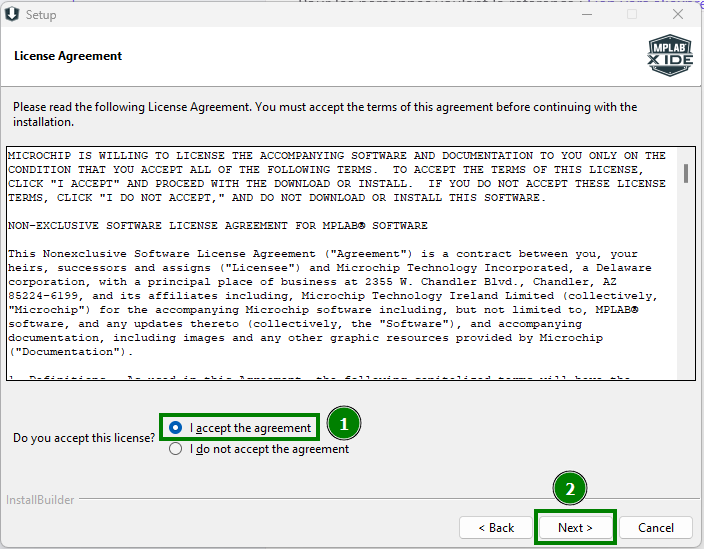 Setup
License Agreement
MPLAB®
X IDE
Please read the following License Agreement. You must accept the terms of this agreement before continuing with the
installation.
MICROCHIP IS WILLING TO LICENSE THE ACCOMPANYING SOFTWARE AND DOCUMENTATION TO YOU ONLY ON THE
CONDITION THAT YOU ACCEPT ALL OF THE FOLLOWING TERMS.  TO ACCEPT THE TERMS OF THIS LICENSE,
CLICK "I ACCEPT" AND PROCEED WITH THE DOWNLOAD OR INSTALL.  IF YOU DO NOT ACCEPT THESE LICENSE
TERMS, CLICK "I DO NOT ACCEPT," AND DO NOT DOWNLOAD OR INSTALL THIS SOFTWARE.
NON-EXCLUSIVE SOFTWARE LICENSE AGREEMENT FOR MPLAB® SOFTWARE
This Nonexclusive Software License Agreement ("Agreement") is a contract between you, your
heirs, successors and assigns ("Licensee") and Microchip Technology Incorporated, a Delaware
corporation, with a principal place of business at 2355 W. Chandler Blvd., Chandler, AZ
85224-6199, and its affiliates including, Microchip Technology Ireland Limited (collectively,
"Microchip") for the accompanying Microchip software including, but not limited to, MPLAB®
software, and any updates thereto (collectively, the "Software"), and accompanying
documentation, including images and any other graphic resources provided by Microchip
("Documentation").
1. Definitions. As used in this Agreement, the following capitalized terms will have the
Do you accept this license?
I accept the agreement
1
I do not accept the agreement
InstallBuilder
2
< Back
Next >
Cancel